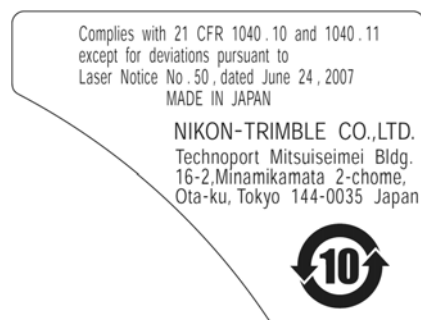 Complies with 21 CFR 1040.10 and 1040.11
except for deviations pursuant to
Laser Notice No.50, dated June 24, 2007
MADE IN JAPAN
NIKON-TRIMBLE CO.,LTD.
Technoport Mitsuiseimei Bldg.
16-2,Minamikamata 2-chome,
Ota-ku, Tokyo 144-0035 Japan
10